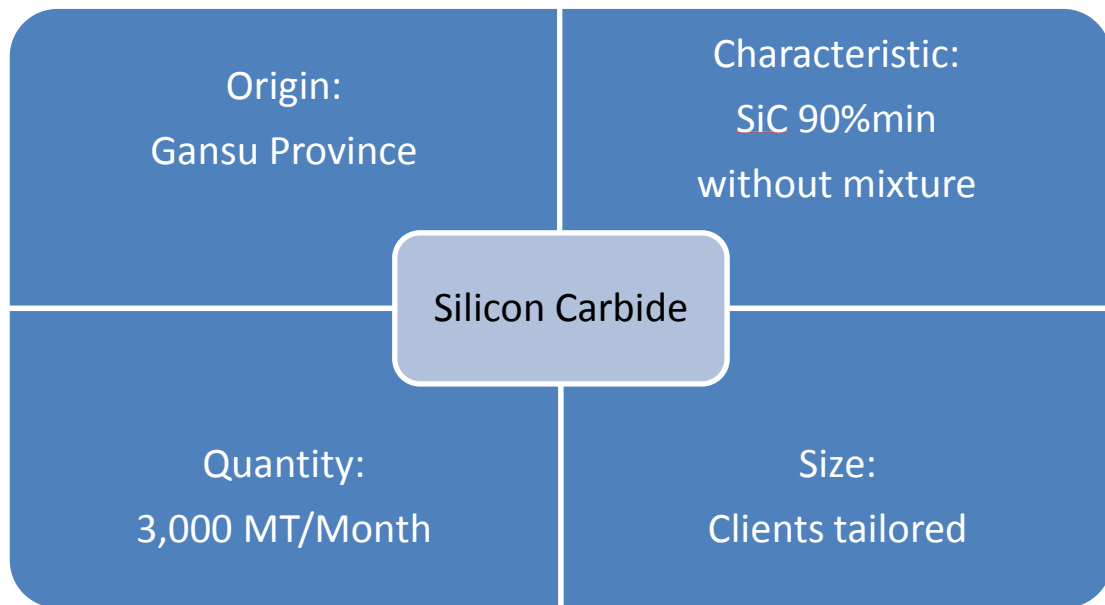 Origin:
Gansu Province
Characteristic:
SiC 90%min
without mixture
Silicon Carbide
Quantity:
3,000 MT/Month
Size:
Clients tailored